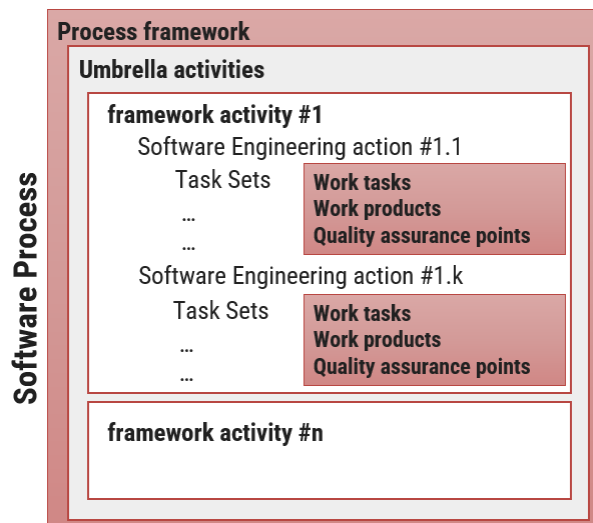 Software Process
Process framework
Umbrella activities
framework activity #1
Software Engineering action #1.1
Task Sets
Work tasks
...
Work products
...
Quality assurance points
Software Engineering action #1.k
Task Sets
Work tasks
...
Work products
...
Quality assurance points
framework activity #n